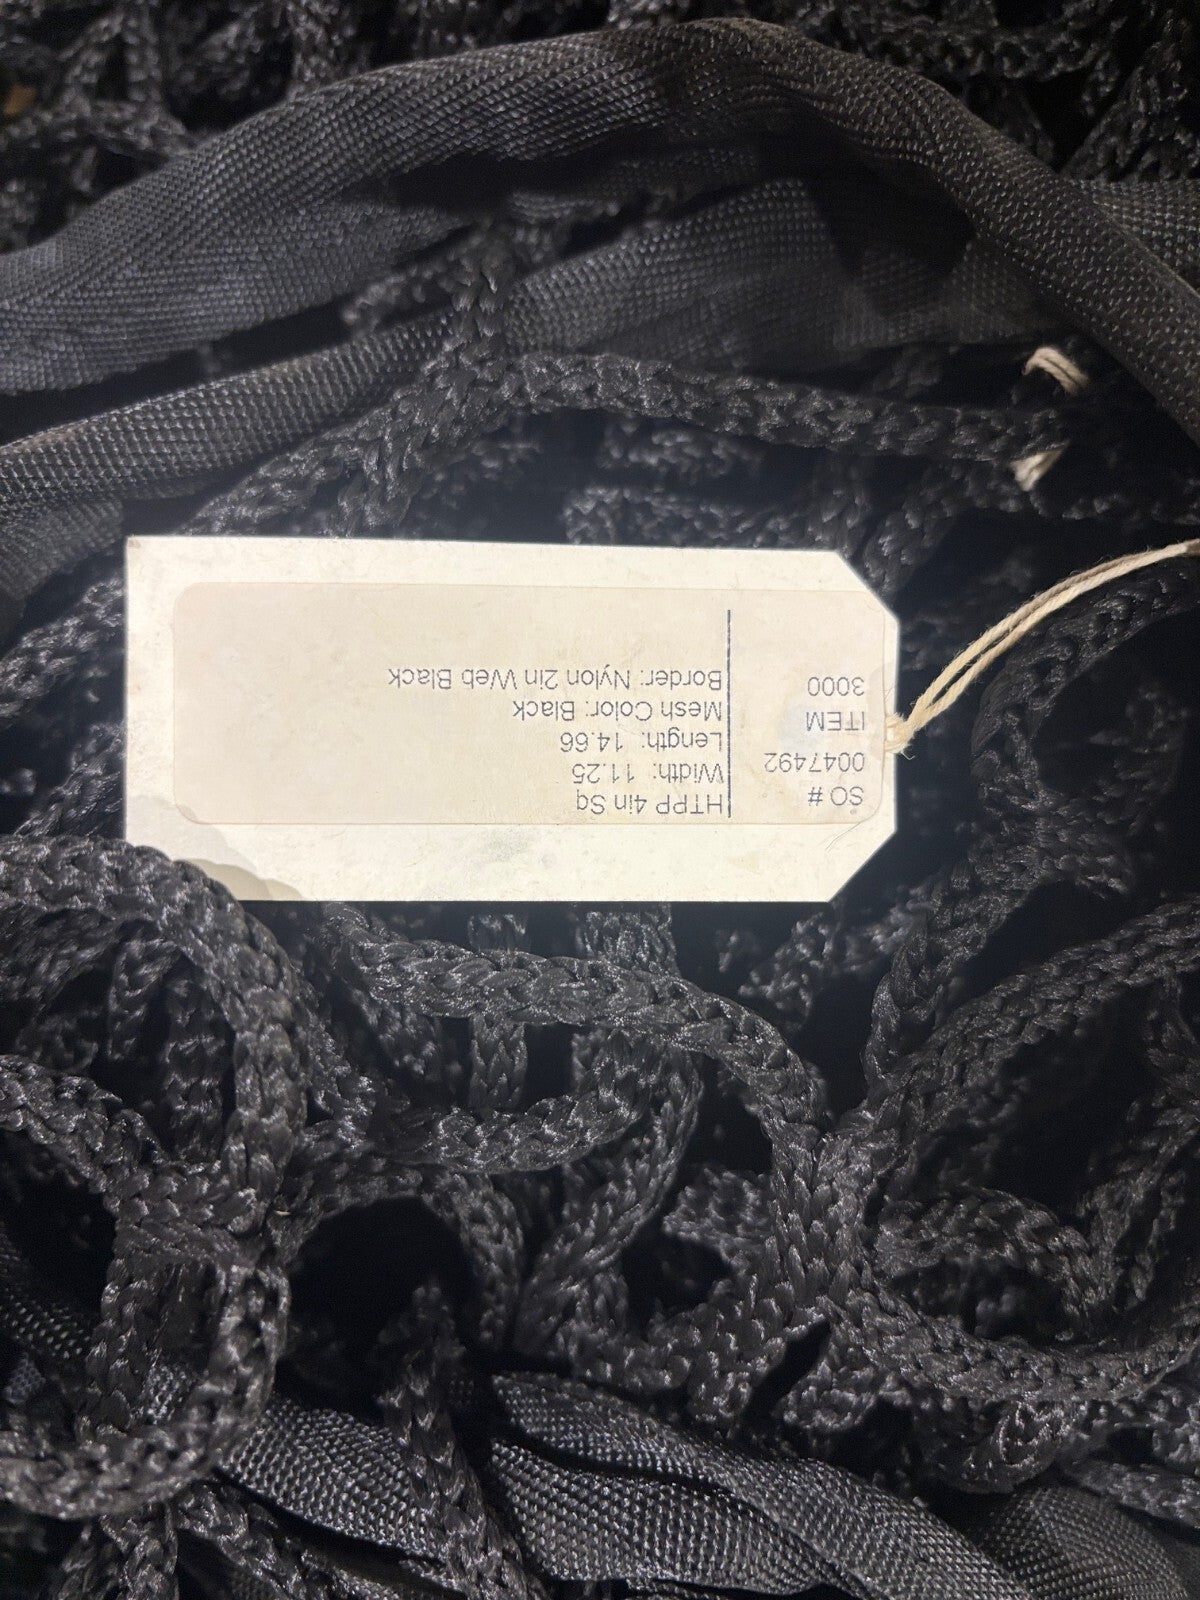 SO #
0047492
ITEM
3000
HTPP 4in Sq
Width: 11.25
Length: 14.66
Mesh Color: Black
Border: Nylon 2in Web Black